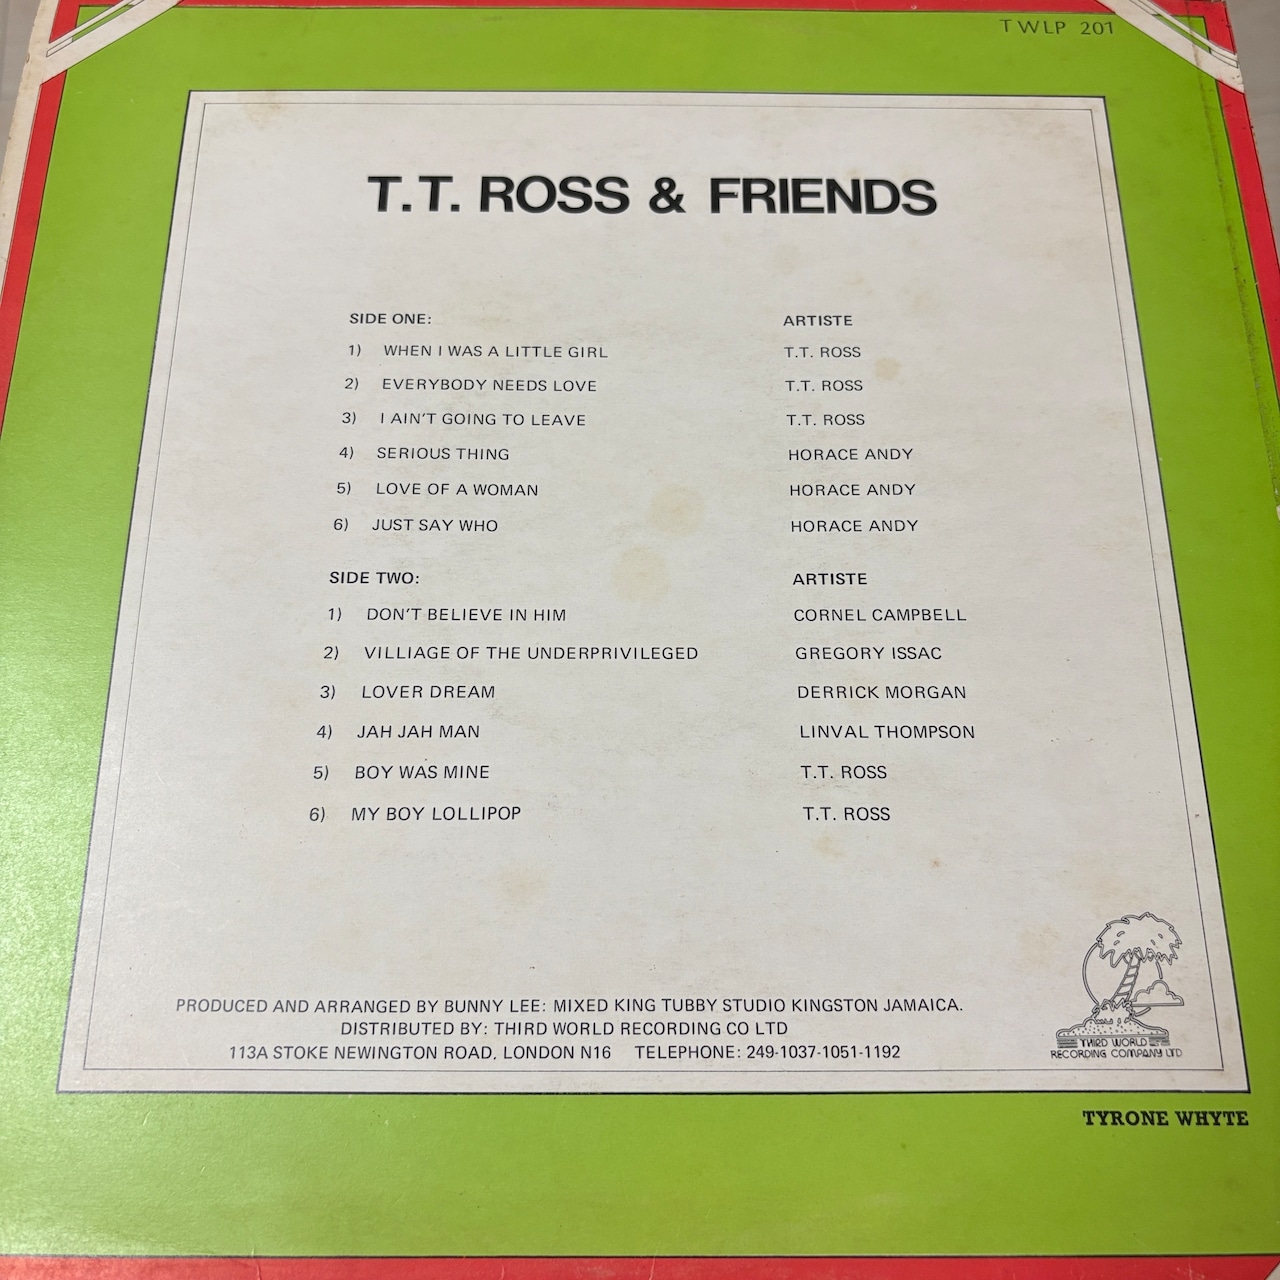 TWLP 201
T.T. ROSS & FRIENDS
SIDE ONE: ARTISTE
1) WHEN I WAS A LITTLE GIRL T.T. ROSS
2) EVERYBODY NEEDS LOVE T.T. ROSS
3) I AIN'T GOING TO LEAVE T.T. ROSS
4) SERIOUS THING HORACE ANDY
5) LOVE OF A WOMAN HORACE ANDY
6) JUST SAY WHO HORACE ANDY
SIDE TWO: ARTISTE
1) DON'T BELIEVE IN HIM CORNEL CAMPBELL
2) VILLIAGE OF THE UNDERPRIVILEGED GREGORY ISSAC
3) LOVER DREAM DERRICK MORGAN
4) JAH JAH MAN LINVAL THOMPSON
5) BOY WAS MINE T.T. ROSS
6) MY BOY LOLLIPOP T.T. ROSS
PRODUCED AND ARRANGED BY BUNNY LEE: MIXED KING TUBBY STUDIO KINGSTON JAMAICA.
DISTRIBUTED BY: THIRD WORLD RECORDING CO LTD
113A STOKE NEWINGTON ROAD, LONDON N16 TELEPHONE: 249-1037-1051-1192
THIRD WORLD
RECORDING COMPANY LTD
TYRONE WHYTE